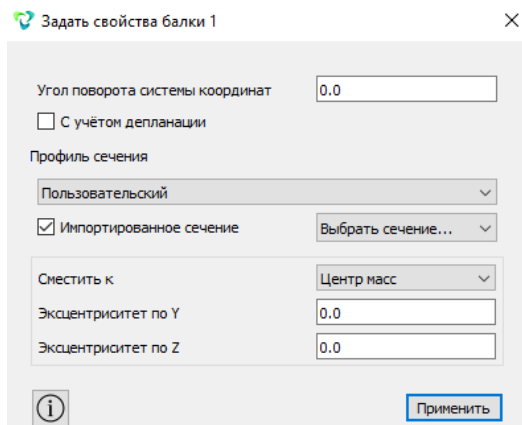 Задать свойства балки 1
Угол поворота системы координат 0.0
С учётом депланации
Профиль сечения
Пользовательский
Импортированное сечение Выбрать сечение...
Сместить к Центр масс
Эксцентриситет по Y 0.0
Эксцентриситет по Z 0.0
Применить